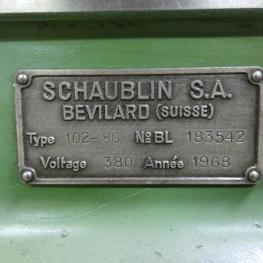 SCHAUBLIN S.A.
BEVILARD (SUISSE)
Type 102-80 №BL 183542
Voltage 380 Année 1968